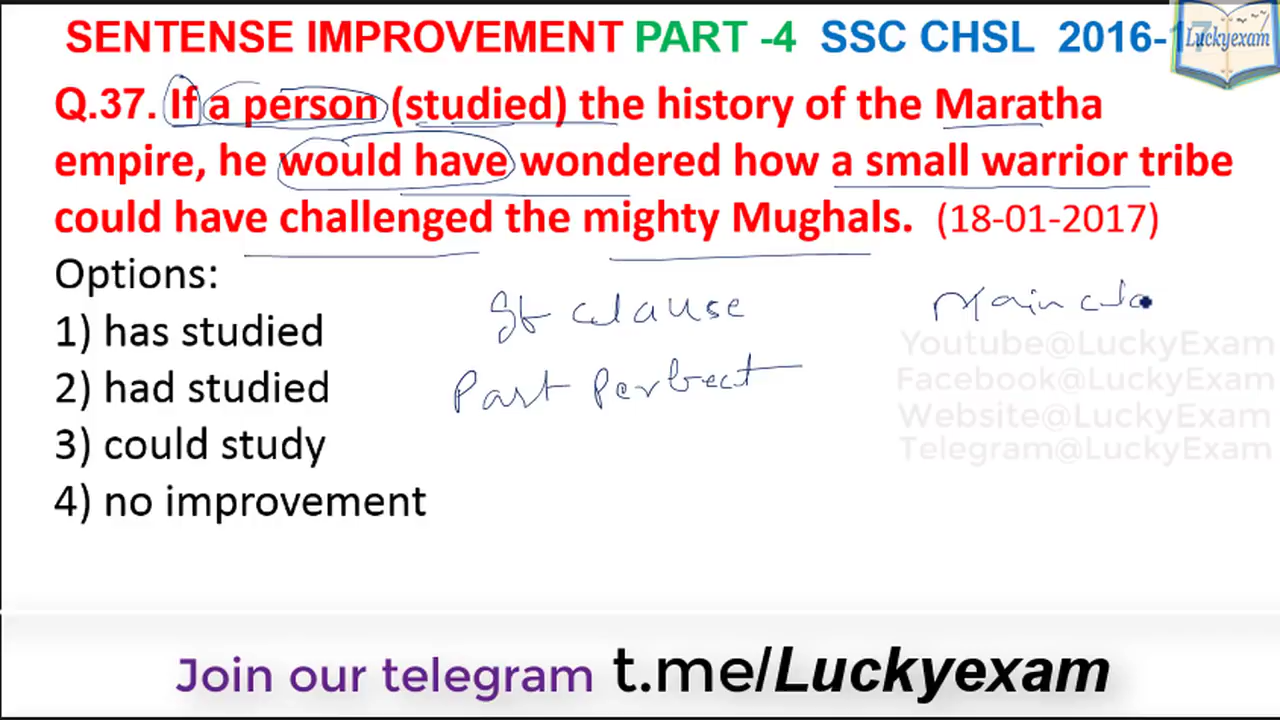 SENTENSE IMPROVEMENT PART -4 SSC CHSL 2016-17
Luckyexam
Q.37. If a person (studied) the history of the Maratha
empire, he would have wondered how a small warrior tribe
could have challenged the mighty Mughals. (18-01-2017)
Options:
1) has studied
2) had studied
3) could study
4) no improvement
If clause
Main cla
Past Perfect
Youtube@LuckyExam
Facebook@LuckyExam
Website@LuckyExam
Telegram@LuckyExam
Join our telegram t.me/Luckyexam